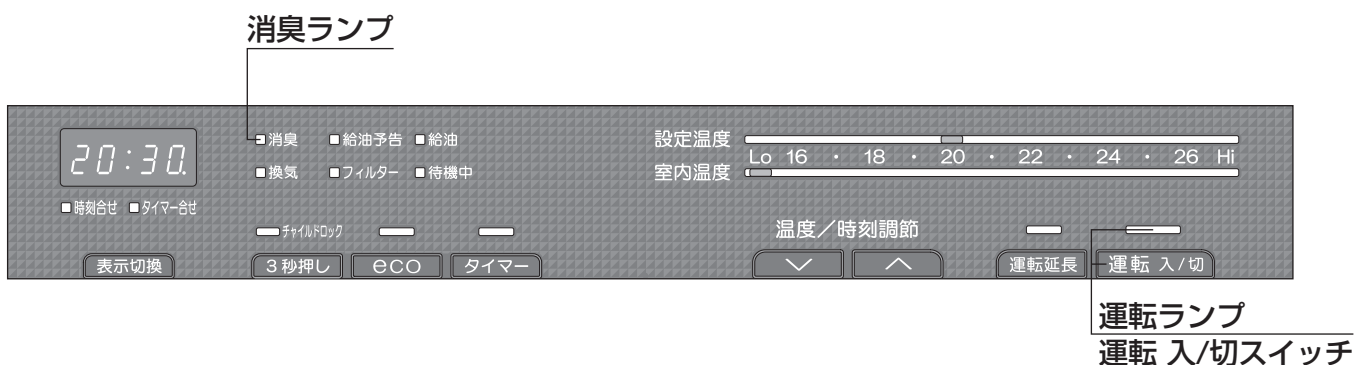 消臭ランプ
20:30.
消臭 給油予告 給油
換気 フィルター 待機中
時刻合せ タイマー合せ
設定温度
Lo 16 ・ 18 ・ 20 ・ 22 ・ 24 ・ 26 Hi
室内温度
チャイルドロック
温度/時刻調節
表示切換 3秒押し eco タイマー 運転延長 運転 入/切
運転ランプ
運転 入/切スイッチ